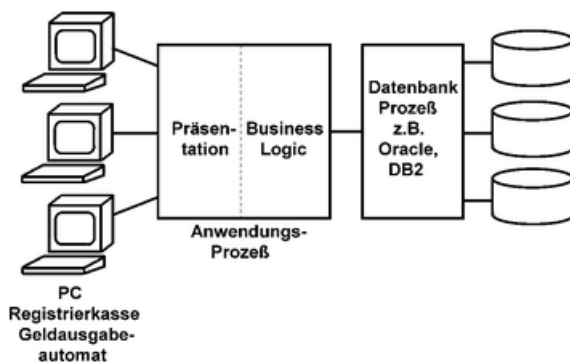 Präsen-
tation
Business
Logic
Datenbank
Prozeß
z.B.
Oracle,
DB2
Anwendungs-
Prozeß
PC
Registrierkasse
Geldausgabe-
automat